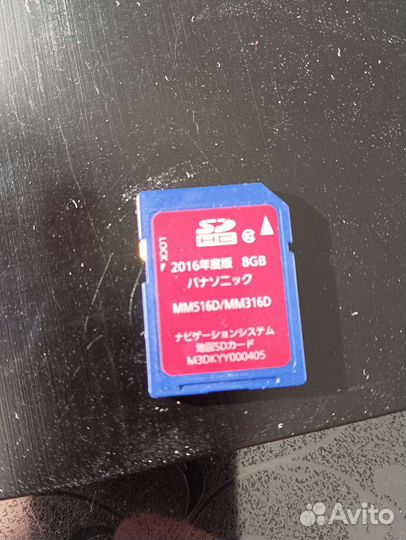 SD
HC ⑩
LOCK
2016年度版 8GB
パナソニック
MM516D/MM316D
ナビゲーションシステム
地図SDカード
M3DKYY000405
Avito